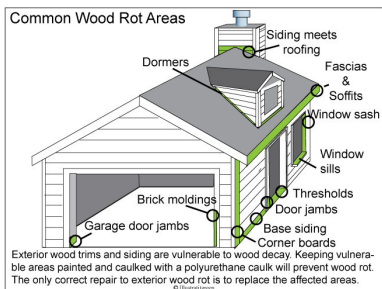 Common Wood Rot Areas
Siding meets
roofing
Dormers
Fascias
&
Soffits
Window sash
Window
sills
Thresholds
Brick moldings
Door jambs
Garage door jambs
Base siding
Corner boards
Exterior wood trims and siding are vulnerable to wood decay. Keeping vulnera-
ble areas painted and caulked with a polyurethane caulk will prevent wood rot.
The only correct repair to exterior wood rot is to replace the affected areas.